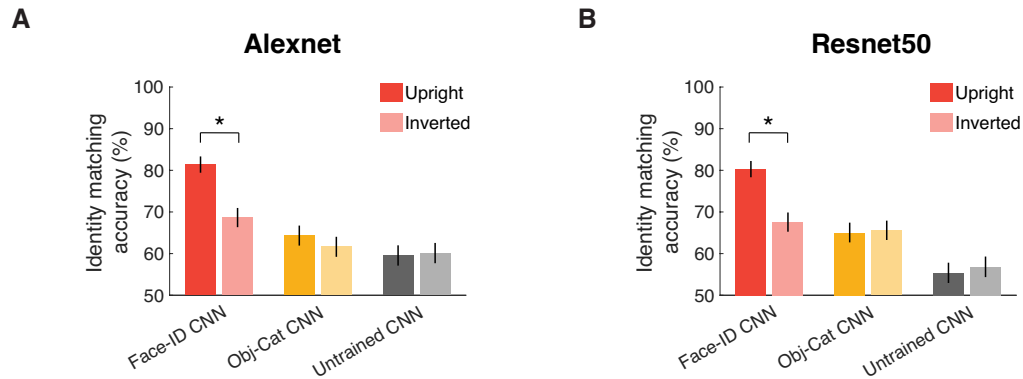 A
Alexnet
Identity matching
accuracy (%)
100
90
80
70
60
50
*
Upright
Inverted
Face-ID CNN
Obj-Cat CNN
Untrained CNN
B
Resnet50
Identity matching
accuracy (%)
100
90
80
70
60
50
*
Upright
Inverted
Face-ID CNN
Obj-Cat CNN
Untrained CNN